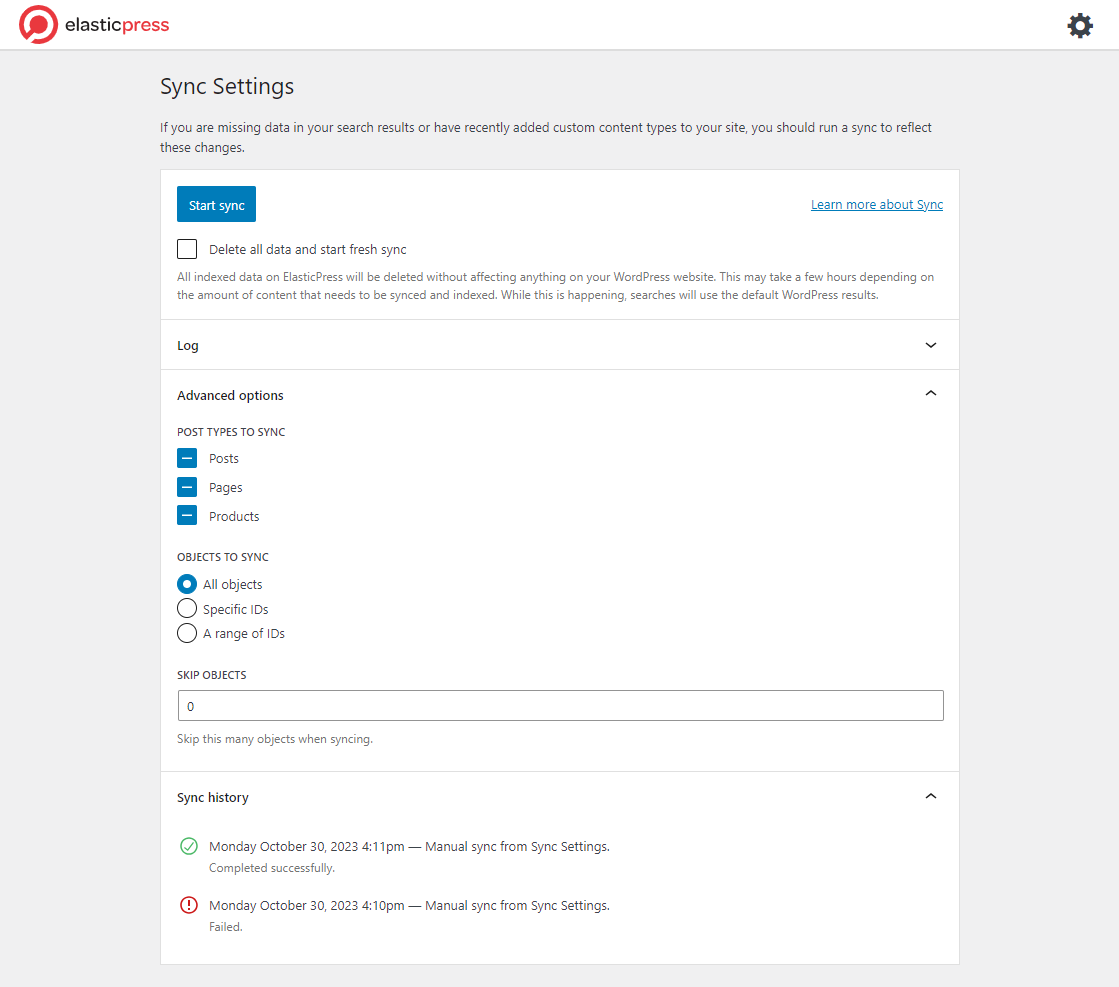 elasticpress
Sync Settings
If you are missing data in your search results or have recently added custom content types to your site, you should run a sync to reflect
these changes.
Start sync
Learn more about Sync
Delete all data and start fresh sync
All indexed data on ElasticPress will be deleted without affecting anything on your WordPress website. This may take a few hours depending on
the amount of content that needs to be synced and indexed. While this is happening, searches will use the default WordPress results.
Log
Advanced options
POST TYPES TO SYNC
Posts
Pages
Products
OBJECTS TO SYNC
All objects
Specific IDs
A range of IDs
SKIP OBJECTS
0
Skip this many objects when syncing.
Sync history
Monday October 30, 2023 4:11pm — Manual sync from Sync Settings.
Completed successfully.
Monday October 30, 2023 4:10pm — Manual sync from Sync Settings.
Failed.